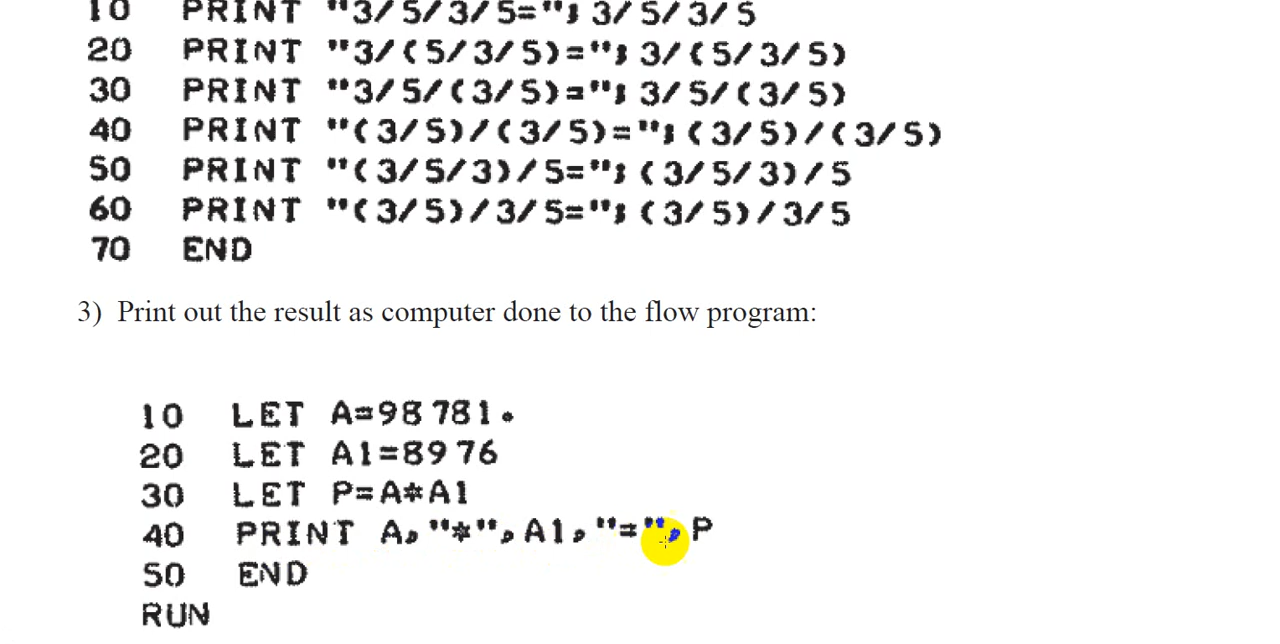 10 PRINT "3/5/3/5="; 3/5/3/5
20 PRINT "3/(5/3/5)="; 3/(5/3/5)
30 PRINT "3/5/(3/5)="; 3/5/(3/5)
40 PRINT "(3/5)/(3/5)="; (3/5)/(3/5)
50 PRINT "(3/5/3)/5="; (3/5/3)/5
60 PRINT "(3/5)/3/5="; (3/5)/3/5
70 END
3) Print out the result as computer done to the flow program:
10 LET A=98781.
20 LET A1=8976
30 LET P=A*A1
40 PRINT A,"*",A1,"=",P
50 END
RUN